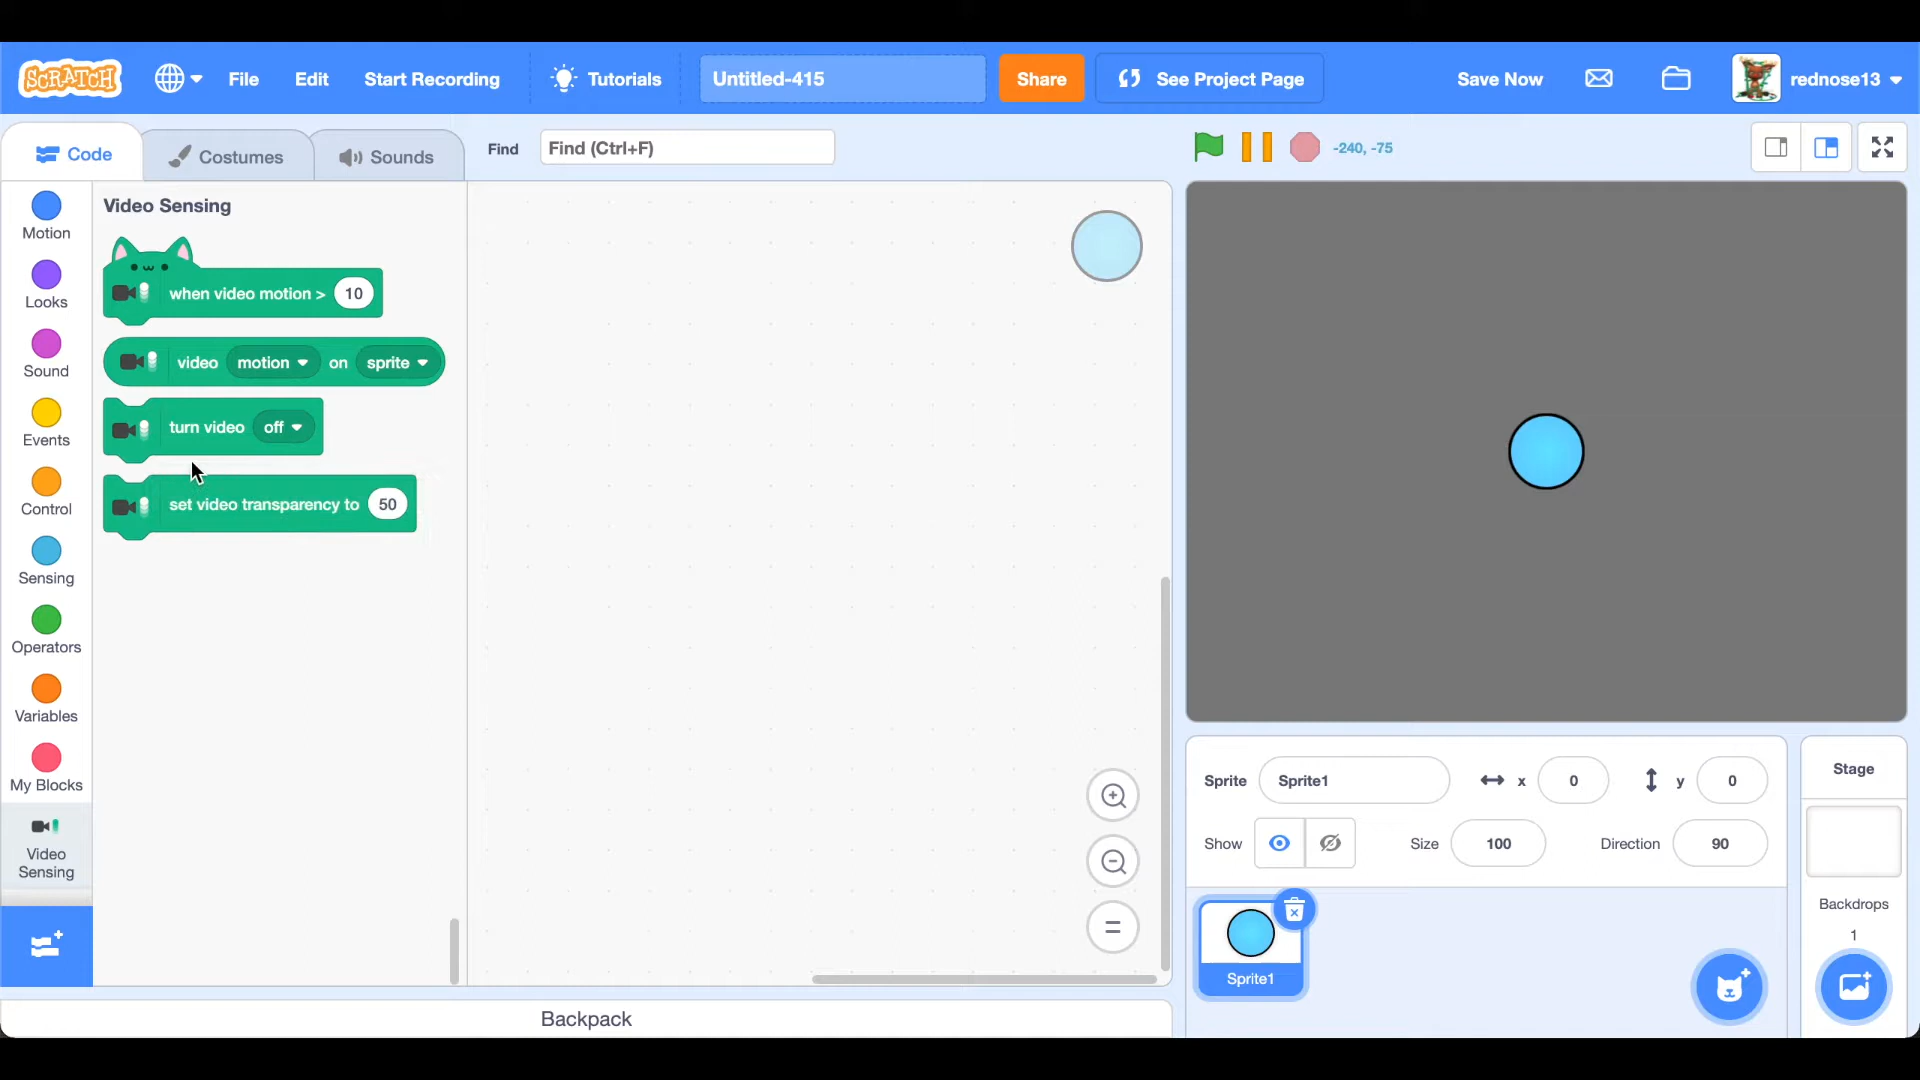 SCRATCH File Edit Start Recording Tutorials Untitled-415 Share See Project Page Save Now rednose13
Code Costumes Sounds Find Find (Ctrl+F) -240, -75
Motion
Looks
Sound
Events
Control
Sensing
Operators
Variables
My Blocks
Video
Sensing
Video Sensing
when video motion > 10
video motion on sprite
turn video off
set video transparency to 50
Backpack
Sprite Sprite1 x 0 y 0
Show Size 100 Direction 90
Sprite1
Stage
Backdrops
1